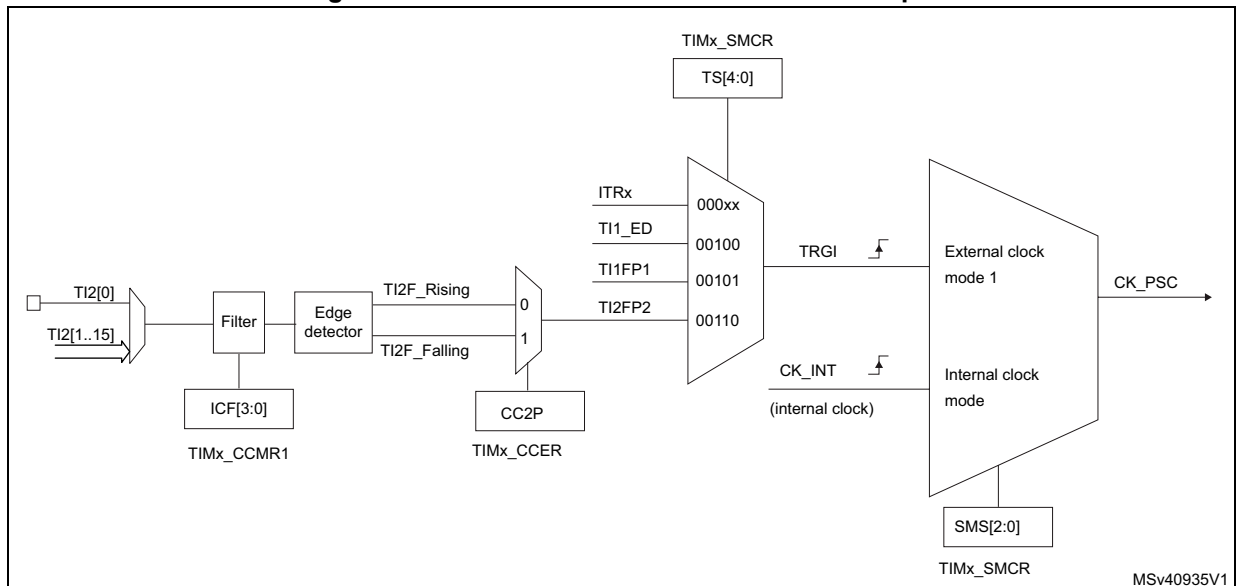 TIMx_SMCR
TS[4:0]
ITRx
000xx
TI1_ED
00100
TI1FP1
00101
TI2FP2
00110
TRGI
External clock
mode 1
CK_PSC
TI2[0]
TI2[1..15]
Filter
Edge
detector
TI2F_Rising
TI2F_Falling
0
1
ICF[3:0]
TIMx_CCMR1
CC2P
TIMx_CCER
CK_INT
(internal clock)
Internal clock
mode
SMS[2:0]
TIMx_SMCR
MSv40935V1